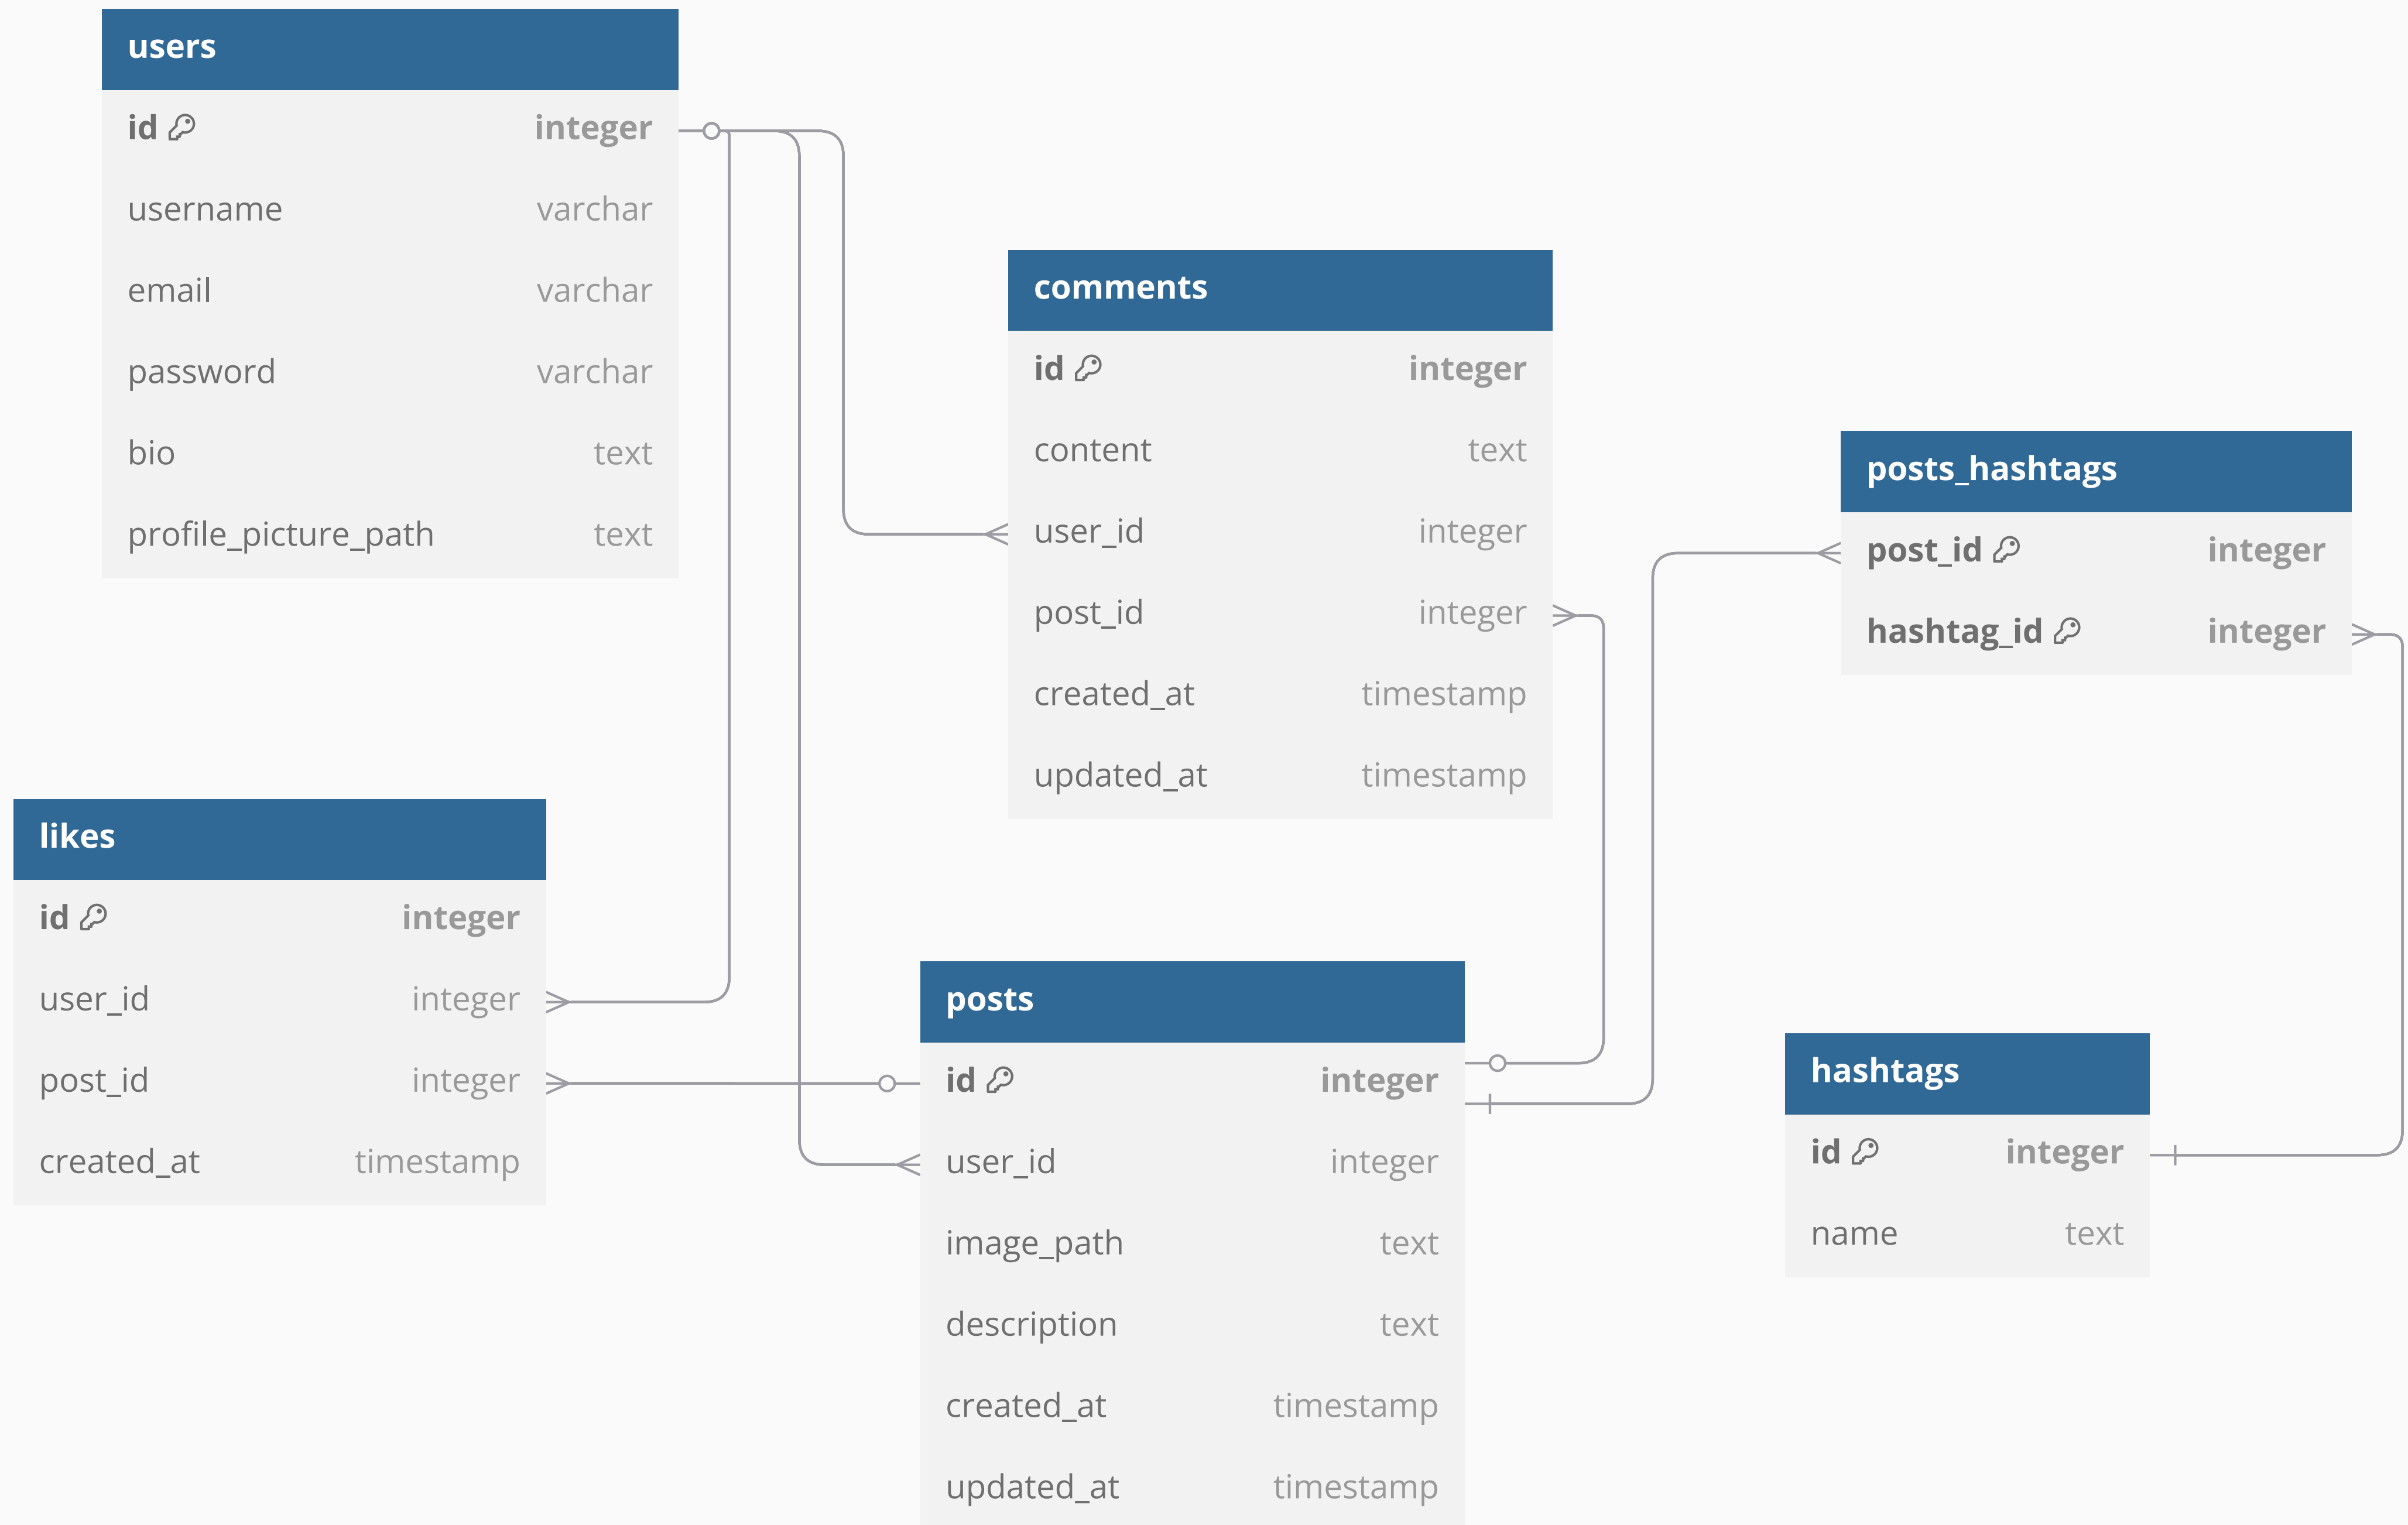 users
id integer
username varchar
email varchar
password varchar
bio text
profile_picture_path text
comments
id integer
content text
user_id integer
post_id integer
created_at timestamp
updated_at timestamp
posts_hashtags
post_id integer
hashtag_id integer
likes
id integer
user_id integer
post_id integer
created_at timestamp
posts
id integer
user_id integer
image_path text
description text
created_at timestamp
updated_at timestamp
hashtags
id integer
name text